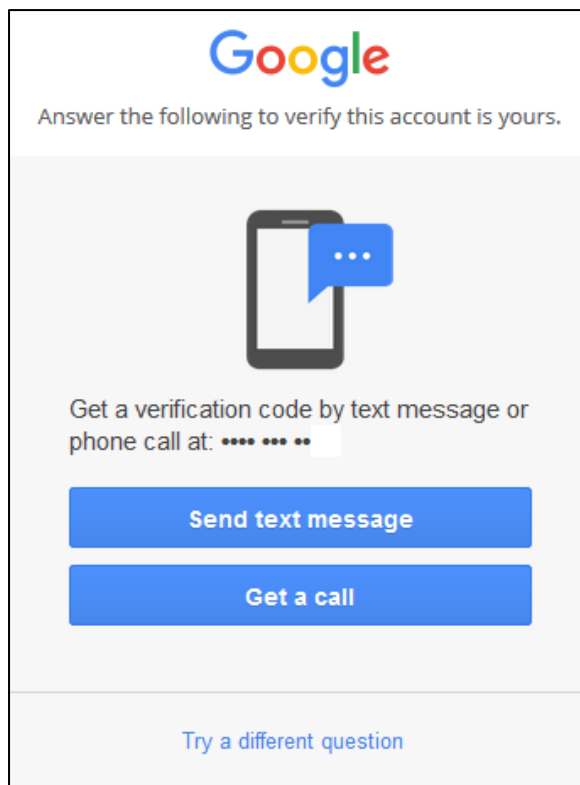 Google
Answer the following to verify this account is yours.
Get a verification code by text message or
phone call at: •••• ••• ••
Send text message
Get a call
Try a different question